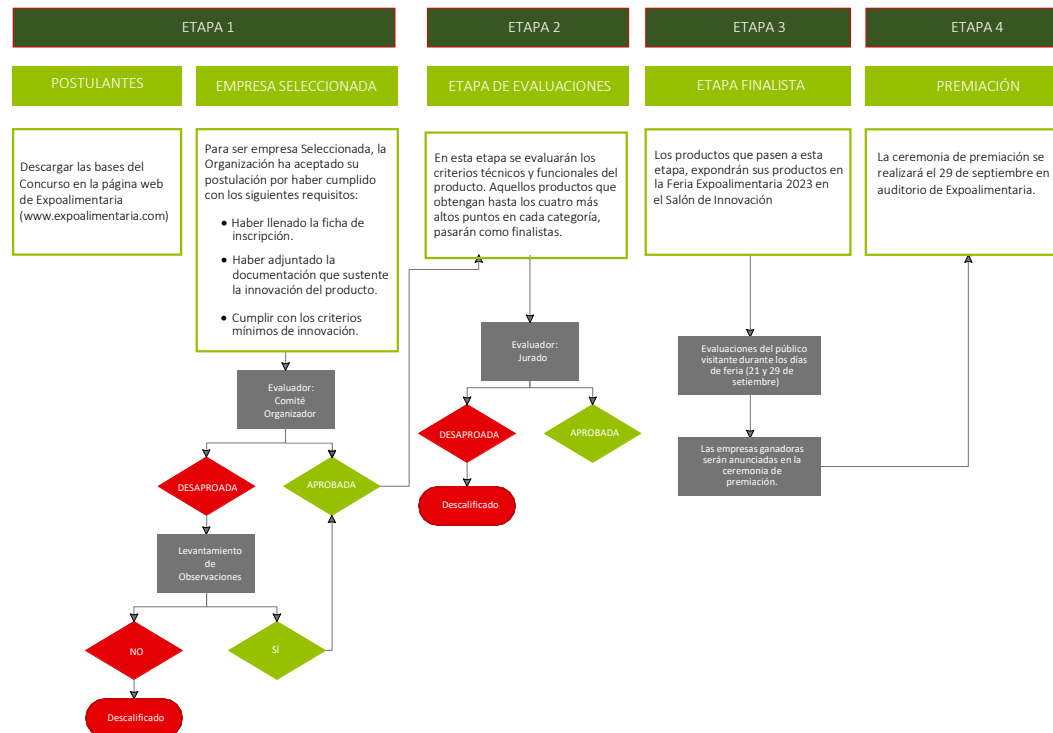 ETAPA 1
ETAPA 2
ETAPA 3
ETAPA 4
POSTULANTES
EMPRESA SELECCIONADA
ETAPA DE EVALUACIONES
ETAPA FINALISTA
PREMIACIÓN
Descargar las bases del
Concurso en la página web
de Expoalimentaria
(www.expoalimentaria.com)
Para ser empresa Seleccionada, la
Organización ha aceptado su
postulación por haber cumplido
con los siguientes requisitos:
• Haber llenado la ficha de
inscripción.
• Haber adjuntado la
documentación que sustente
la innovación del producto.
• Cumplir con los criterios
mínimos de innovación.
En esta etapa se evaluarán los
criterios técnicos y funcionales del
producto. Aquellos productos que
obtengan hasta los cuatro más
altos puntos en cada categoría,
pasarán como finalistas.
Los productos que pasen a esta
etapa, expondrán sus productos en
la Feria Expoalimentaria 2023 en
el Salón de Innovación
La ceremonia de premiación se
realizará el 29 de septiembre en
auditorio de Expoalimentaria.
Evaluador:
Comité
Organizador
DESAPROADA
APROBADA
Levantamiento
de
Observaciones
NO
SÍ
Descalificado
Evaluador:
Jurado
DESAPROADA
APROBADA
Descalificado
Evaluaciones del público
visitante durante los días
de feria (21 y 29 de
setiembre)
Las empresas ganadoras
serán anunciadas en la
ceremonia de
premiación.